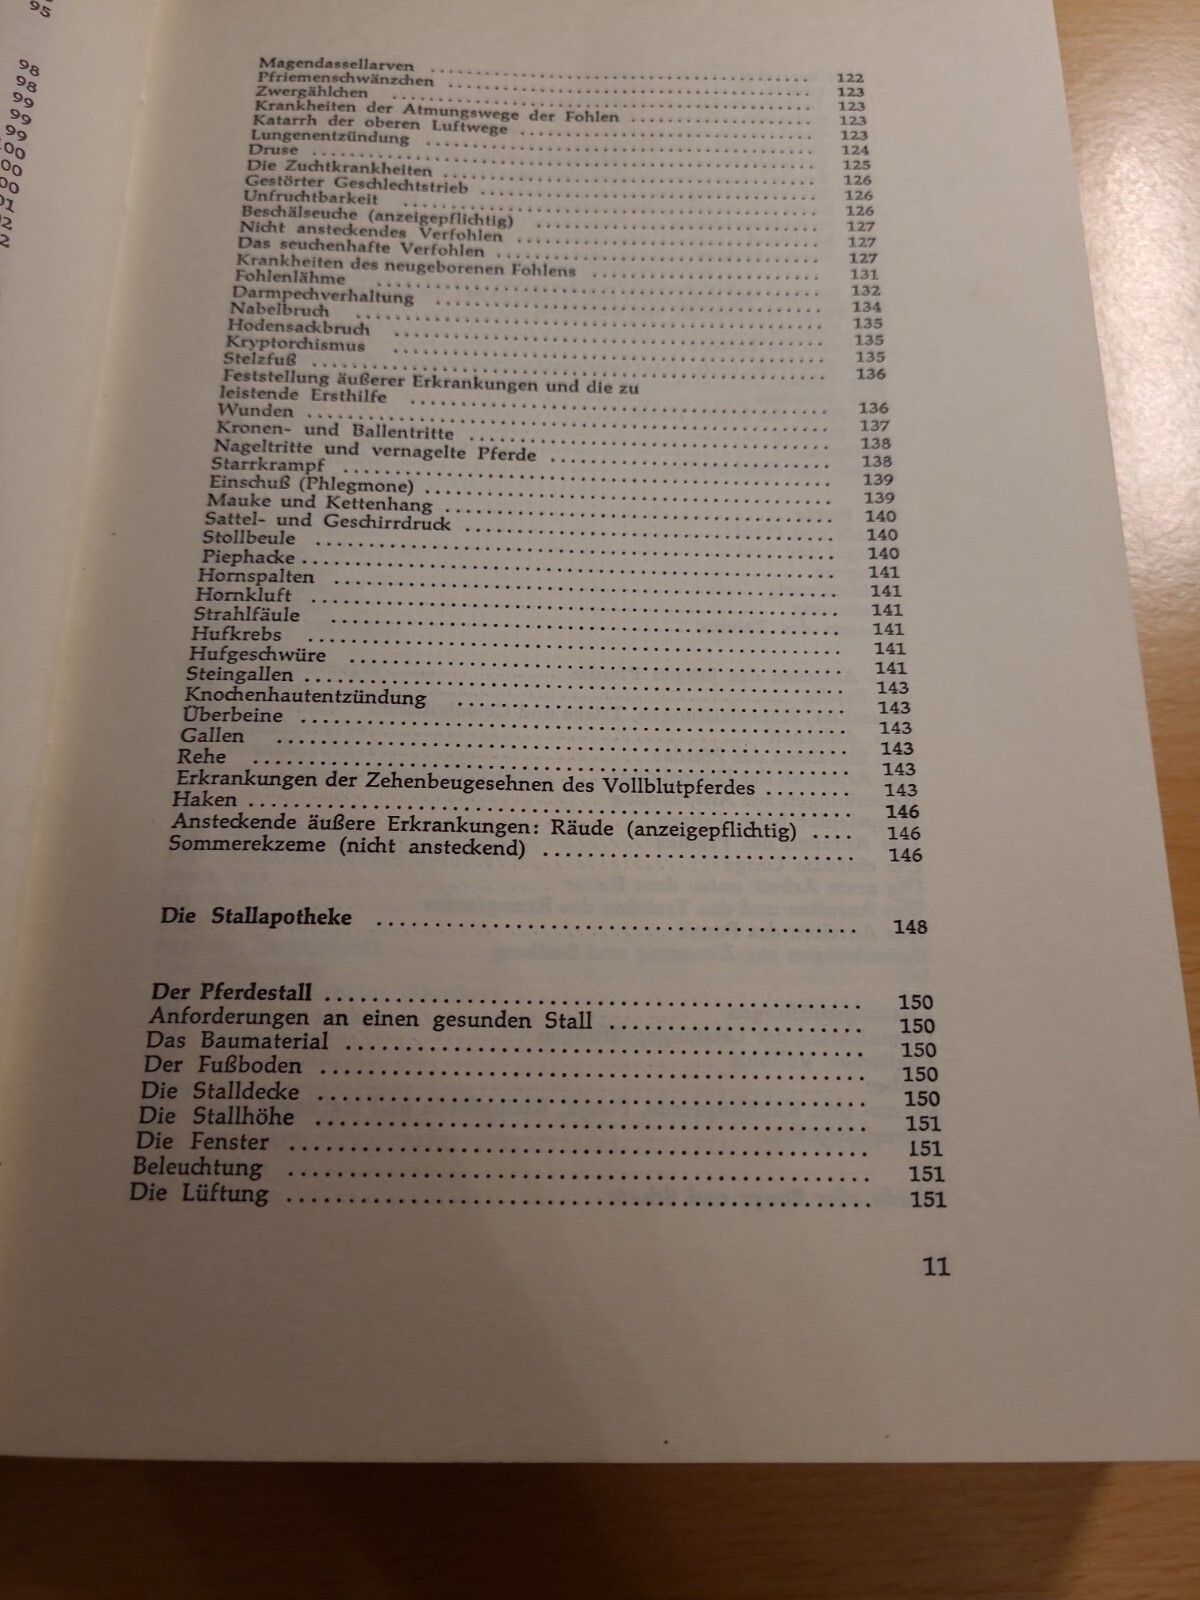 95
98
98
99
99
99
Magendassellarven ........ 122
Pfriemenschwänzchen ........ 123
Zwergählchen ........ 123
Krankheiten der Atmungswege der Fohlen ........ 123
Katarrh der oberen Luftwege ........ 123
Lungenentzündung ........ 124
Druse ........ 125
Die Zuchtkrankheiten ........ 126
Gestörter Geschlechtstrieb ........ 126
Unfruchtbarkeit ........ 126
Beschälseuche (anzeigepflichtig) ........ 127
Nicht ansteckendes Verfohlen ........ 127
Das seuchenhafte Verfohlen ........ 127
Krankheiten des neugeborenen Fohlens ........ 131
Fohlenlähme ........ 132
Darmpechverhaltung ........ 134
Nabelbruch ........ 135
Hodensackbruch ........ 135
Kryptorchismus ........ 135
Stelzfuß ........ 136
Feststellung äußerer Erkrankungen und die zu
leistende Ersthilfe ........ 136
Wunden ........ 137
Kronen- und Ballentritte ........ 138
Nageltritte und vernagelte Pferde ........ 138
Starrkrampf ........ 139
Einschuß (Phlegmone) ........ 139
Mauke und Kettenhang ........ 140
Sattel- und Geschirrdruck ........ 140
Stollbeule ........ 140
Piephacke ........ 141
Hornspalten ........ 141
Hornkluft ........ 141
Strahlfäule ........ 141
Hufkrebs ........ 141
Hufgeschwüre ........ 141
Steingallen ........ 143
Knochenhautentzündung ........ 143
Überbeine ........ 143
Gallen ........ 143
Rehe ........ 143
Erkrankungen der Zehenbeugesehnen des Vollblutpferdes ........ 143
Haken ........ 146
Ansteckende äußere Erkrankungen: Räude (anzeigepflichtig) .... 146
Sommerekzeme (nicht ansteckend) ........ 146
Die Stallapotheke ........ 148
Der Pferdestall ........ 150
Anforderungen an einen gesunden Stall ........ 150
Das Baumaterial ........ 150
Der Fußboden ........ 150
Die Stalldecke ........ 150
Die Stallhöhe ........ 151
Die Fenster ........ 151
Beleuchtung ........ 151
Die Lüftung ........ 151
11